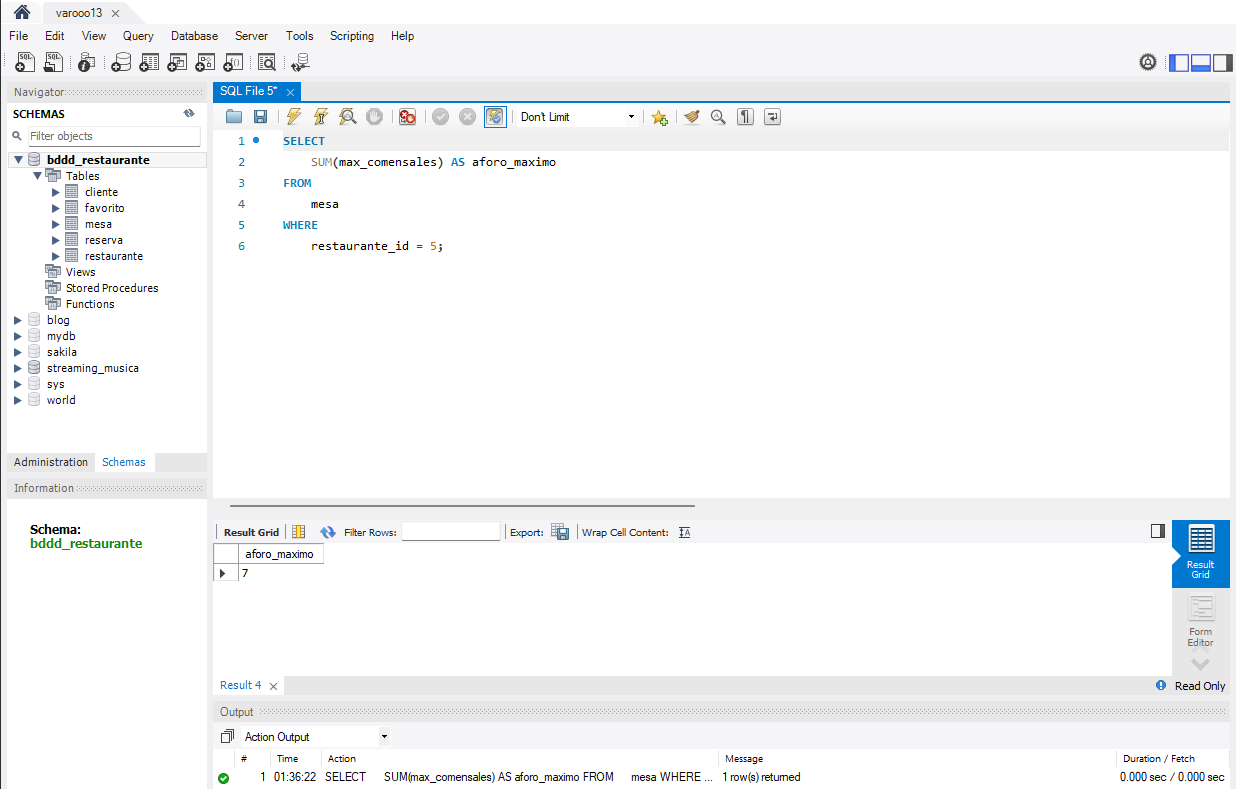 varooo13
File Edit View Query Database Server Tools Scripting Help
SQL SQL
Navigator
SCHEMAS
Filter objects
bddd_restaurante
Tables
cliente
favorito
mesa
reserva
restaurante
Views
Stored Procedures
Functions
blog
mydb
sakila
streaming_musica
sys
world
Administration Schemas
Information
Schema:
bddd_restaurante
SQL File 5*
Don't Limit
1 SELECT
2 SUM(max_comensales) AS aforo_maximo
3 FROM
4 mesa
5 WHERE
6 restaurante_id = 5;
Result Grid Filter Rows: Export: Wrap Cell Content:
aforo_maximo
7
Result
Grid
Form
Editor
Result 4
Read Only
Output
Action Output
# Time Action Message Duration / Fetch
1 01:36:22 SELECT SUM(max_comensales) AS aforo_maximo FROM mesa WHERE ... 1 row(s) returned 0.000 sec / 0.000 sec